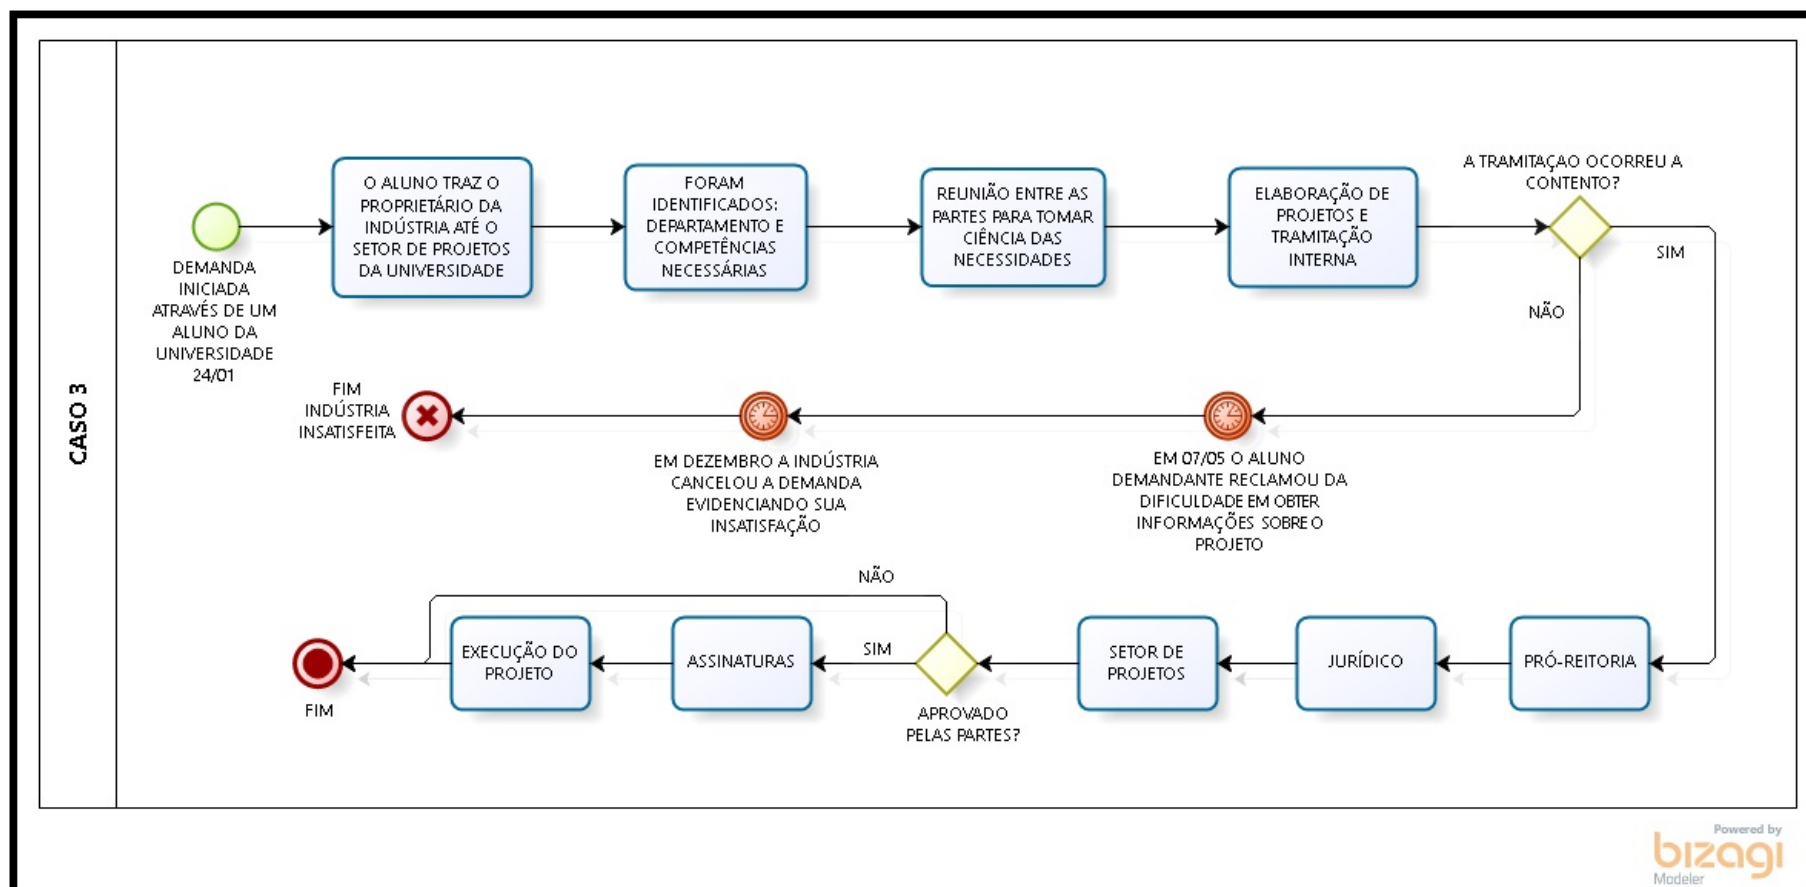 CASO 3
DEMANDA
INICIADA
ATRAVÉS DE UM
ALUNO DA
UNIVERSIDADE
24/01
O ALUNO TRAZ O
PROPRIETÁRIO DA
INDÚSTRIA ATÉ O
SETOR DE PROJETOS
DA UNIVERSIDADE
FORAM
IDENTIFICADOS:
DEPARTAMENTO E
COMPETÊNCIAS
NECESSÁRIAS
REUNIÃO ENTRE AS
PARTES PARA TOMAR
CIÊNCIA DAS
NECESSIDADES
ELABORAÇÃO DE
PROJETOS E
TRAMITAÇÃO
INTERNA
A TRAMITAÇAO OCORREU A
CONTENTO?
SIM
NÃO
EM 07/05 O ALUNO
DEMANDANTE RECLAMOU DA
DIFICULDADE EM OBTER
INFORMAÇÕES SOBRE O
PROJETO
EM DEZEMBRO A INDÚSTRIA
CANCELOU A DEMANDA
EVIDENCIANDO SUA
INSATISFAÇÃO
FIM
INDÚSTRIA
INSATISFEITA
PRÓ-REITORIA
JURÍDICO
SETOR DE
PROJETOS
APROVADO
PELAS PARTES?
NÃO
SIM
ASSINATURAS
EXECUÇÃO DO
PROJETO
FIM
Powered by
bizagi
Modeler